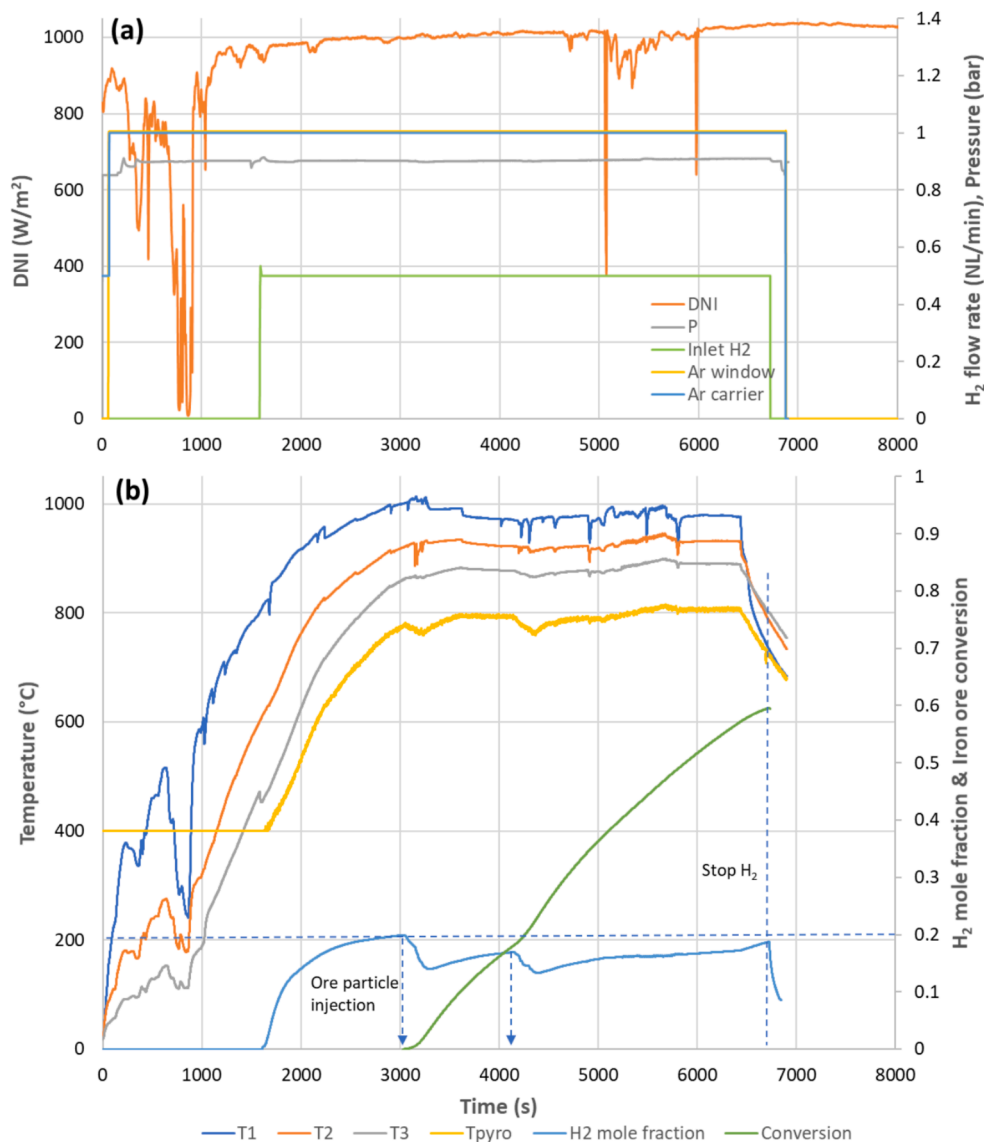 (a)
1000
800
600
400
200
0
DNI (W/m²)
1.4
1.2
1
0.8
0.6
0.4
0.2
0
H₂ flow rate (NL/min), Pressure (bar)
DNI
P
Inlet H2
Ar window
Ar carrier
0 1000 2000 3000 4000 5000 6000 7000 8000
(b)
1000
800
600
400
200
0
Temperature (°C)
1
0.9
0.8
0.7
0.6
0.5
0.4
0.3
0.2
0.1
0
H₂ mole fraction & Iron ore conversion
Stop H₂
Ore particle
injection
0 1000 2000 3000 4000 5000 6000 7000 8000
Time (s)
T1 T2 T3 Tpyro H2 mole fraction Conversion